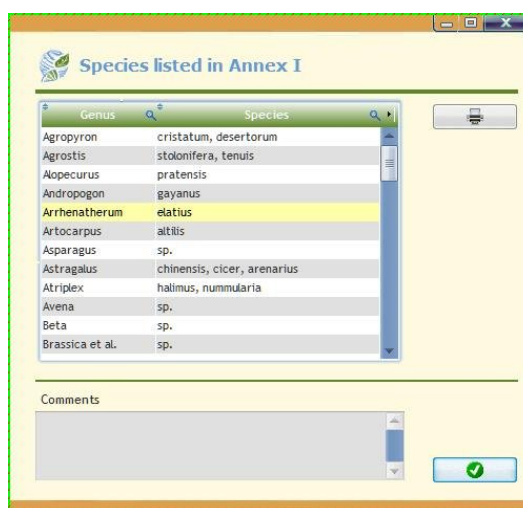 Species listed in Annex I
Genus Species
Agropyron cristatum, desertorum
Agrostis stolonifera, tenuis
Alopecurus pratensis
Andropogon gayanus
Arrhenatherum elatius
Artocarpus altilis
Asparagus sp.
Astragalus chinensis, cicer, arenarius
Atriplex halimus, nummularia
Avena sp.
Beta sp.
Brassica et al. sp.
Comments